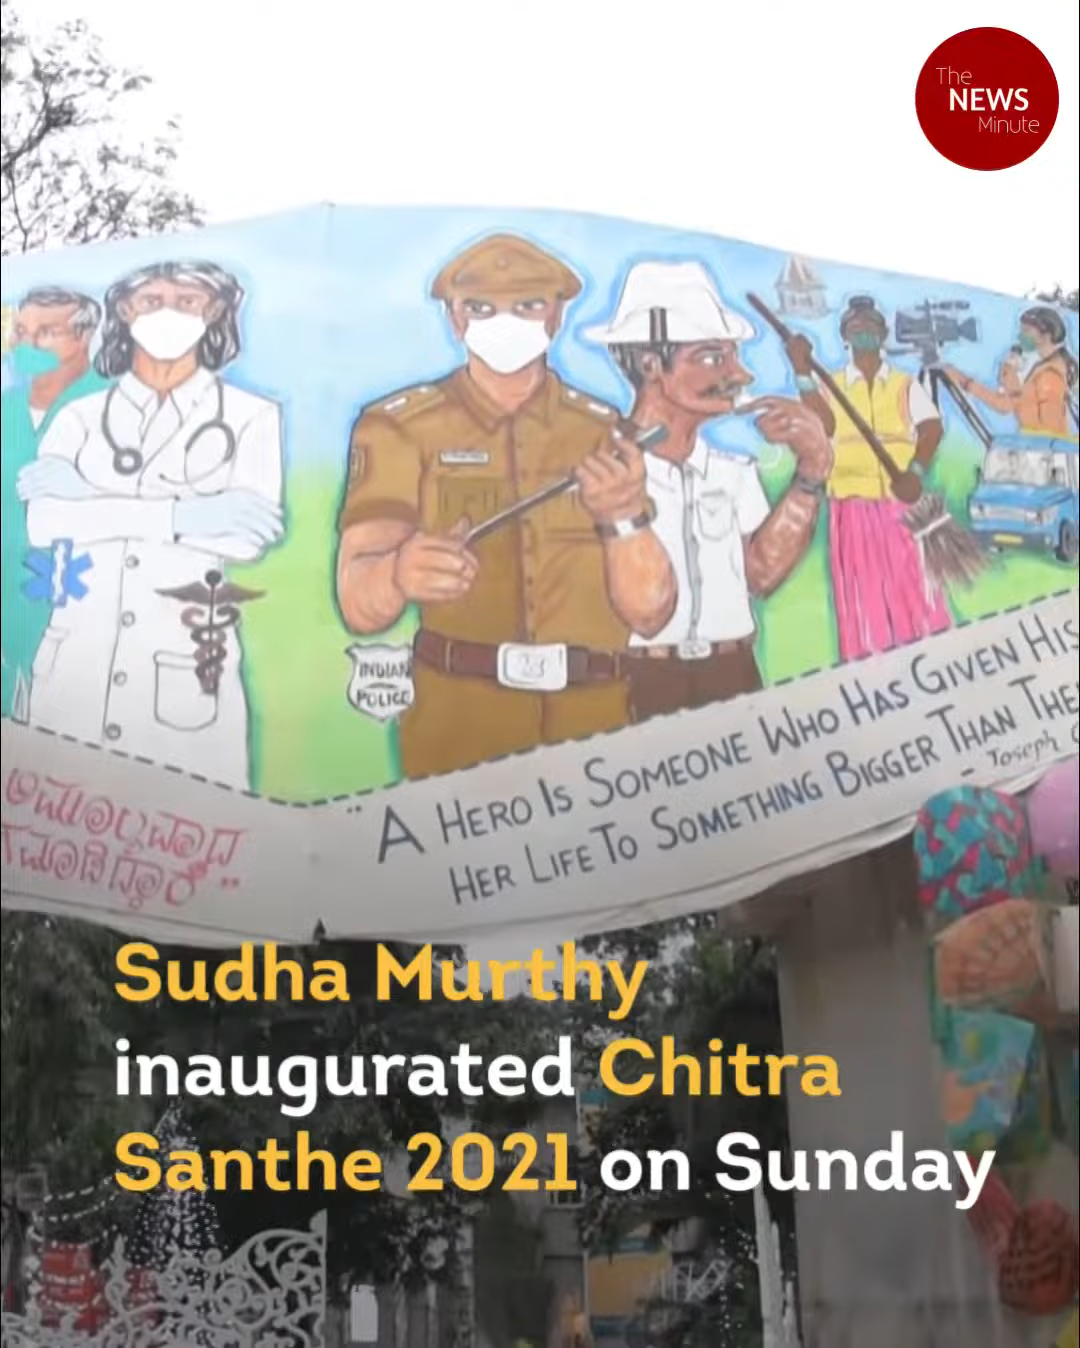 The
NEWS
Minute
INDIAN
POLICE
"A HERO IS SOMEONE WHO HAS GIVEN HIS
HER LIFE TO SOMETHING BIGGER THAN
- Joseph
Sudha Murthy
inaugurated Chitra
Santhe 2021 on Sunday